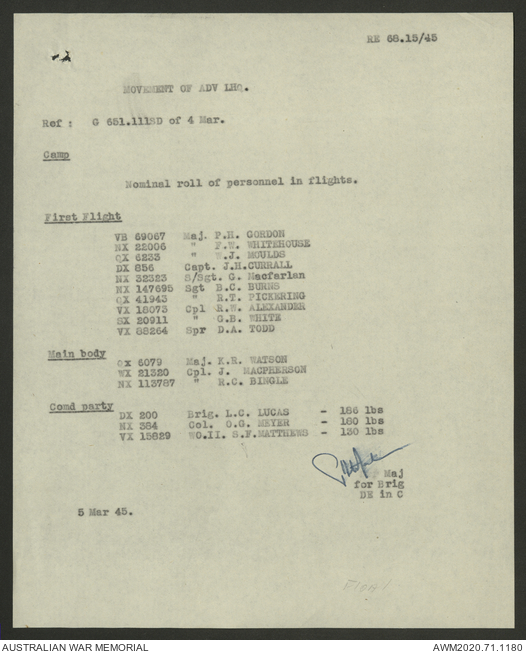 RE 68.15/45
MOVEMENT OF ADV LHQ.
Ref : G 651.111SD of 4 Mar.
Camp
Nominal roll of personnel in flights.
First Flight
VB 69067 Maj. P.H. GORDON
NX 22006 " F.W. WHITEHOUSE
QX 6233 " W.J. MOULDS
DX 856 Capt. J.H.CURRALL
NX 32323 S/Sgt. G. Macfarlan
NX 147695 Sgt B.C. BURNS
QX 41943 " R.T. PICKERING
VX 18073 Cpl R.W. ALEXANDER
SX 20911 " G.B. WHITE
VX 88264 Spr D.A. TODD
Main body
QX 6079 Maj. K.R. WATSON
WX 21320 Cpl. J. MACPHERSON
NX 113787 " R.C. BINGLE
Comd party
DX 200 Brig. L.C. LUCAS - 186 lbs
NX 384 Col. O.G. MEYER - 180 lbs
VX 15829 WO.II. S.F.MATTHEWS - 130 lbs
Maj
for Brig
DE in C
5 Mar 45.
AUSTRALIAN WAR MEMORIAL AWM2020.71.1180